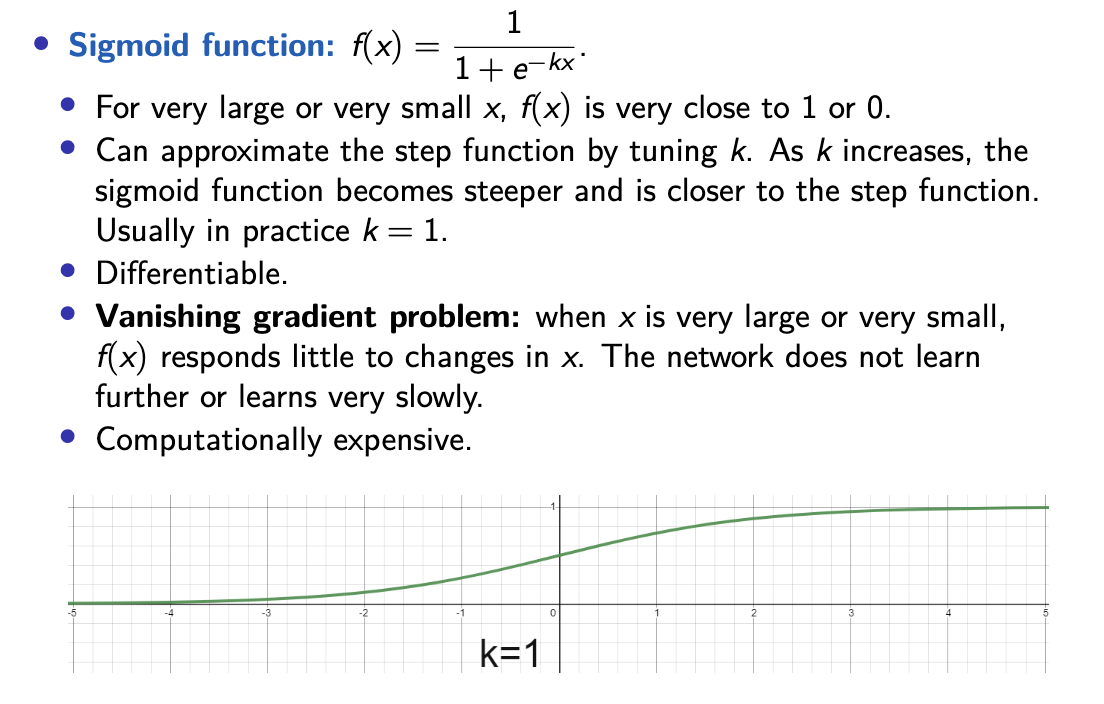 • Sigmoid function: f(x) = 1 / (1 + e^{-kx}).
• For very large or very small x, f(x) is very close to 1 or 0.
• Can approximate the step function by tuning k. As k increases, the
sigmoid function becomes steeper and is closer to the step function.
Usually in practice k = 1.
• Differentiable.
• Vanishing gradient problem: when x is very large or very small,
f(x) responds little to changes in x. The network does not learn
further or learns very slowly.
• Computationally expensive.
1
-5 -4 -3 -2 -1 0 1 2 3 4 5
k=1